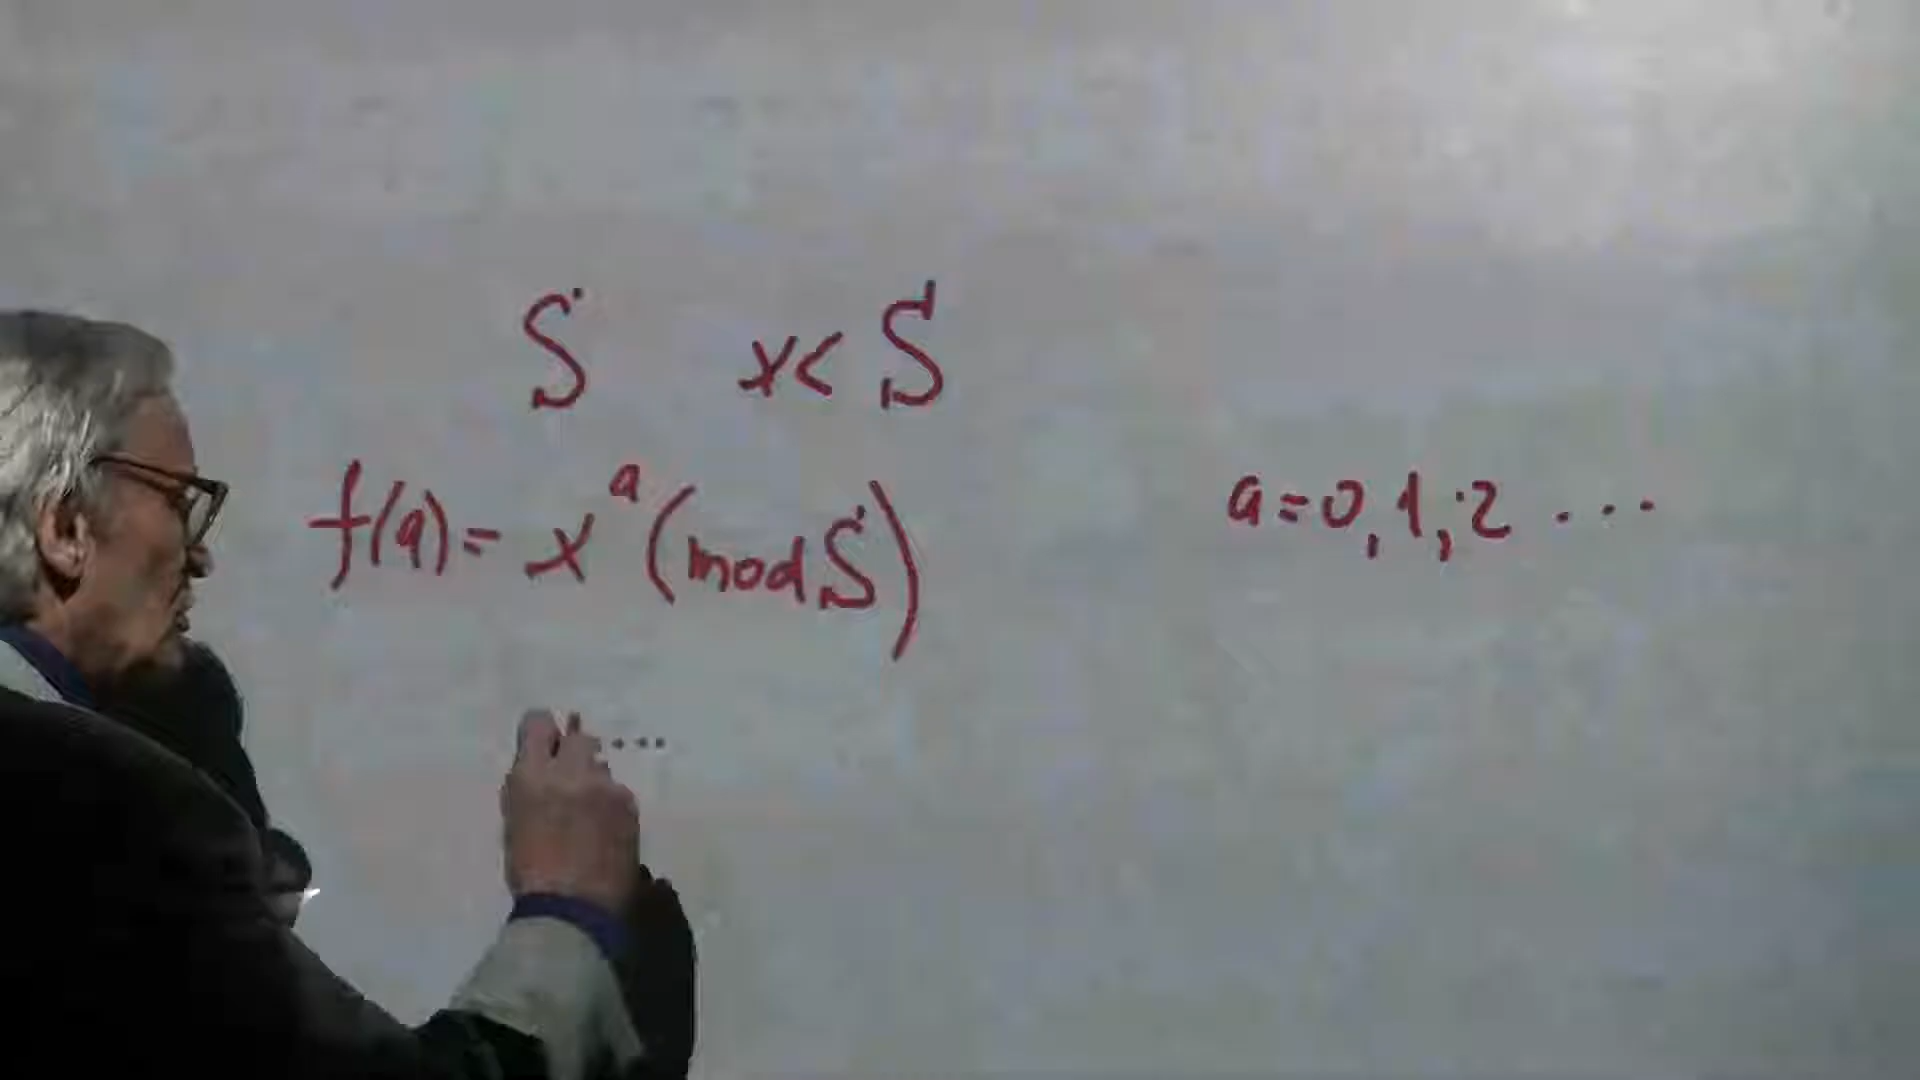 S x < S
f(a) = x^a (mod S) a = 0, 1, 2 ...
...